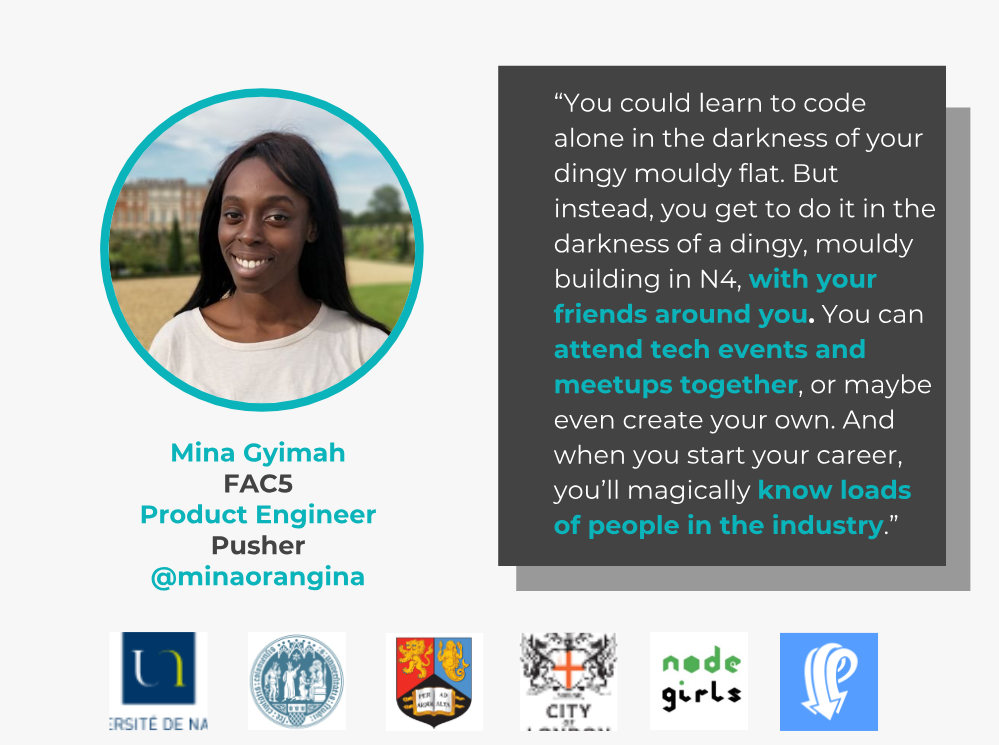 “You could learn to code
alone in the darkness of your
dingy mouldy flat. But
instead, you get to do it in the
darkness of a dingy, mouldy
building in N4, with your
friends around you. You can
attend tech events and
meetups together, or maybe
even create your own. And
when you start your career,
you’ll magically know loads
of people in the industry.”
Mina Gyimah
FAC5
Product Engineer
Pusher
@minaorangina
ERSITÉ DE NA
PER AD
ARDUA ALTA
CITY
OF
LONDON
node
girls